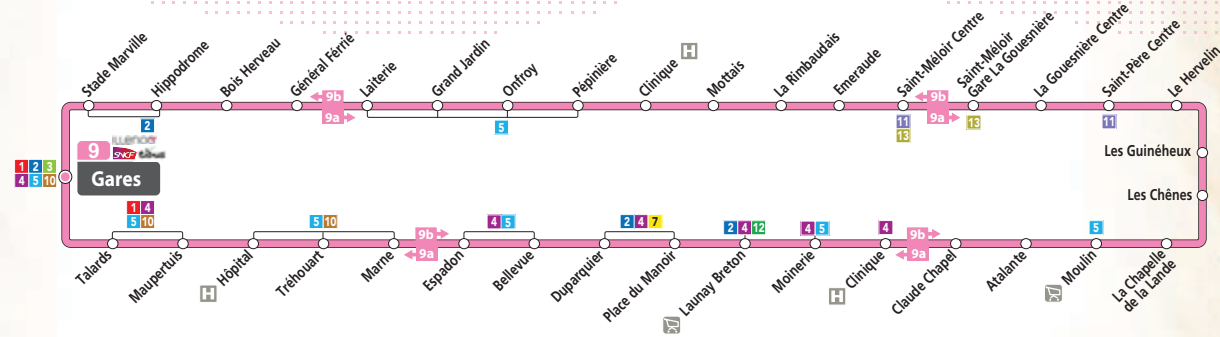 Stade Marville
Hippodrome
Bois Herveau
Général Férrié
Laiterie
Grand Jardin
Onfroy
Pépinière
Clinique
H
Mottais
La Rimbaudais
Emeraude
Saint-Méloir Centre
Saint-Méloir
Gare La Gouesnière
La Gouesnière Centre
Saint-Père Centre
Le Hervelin
9b
9a
9b
9a
2
5
11
13
13
11
9
SNCF
Gares
1 2 3
4 5 10
Les Guinéheux
Les Chênes
1 4
5 10
5 10
9b
9a
4 5
2 4 7
2 4 12
4 5
4
9b
9a
5
Talards
Maupertuis
H
Hôpital
Tréhouart
Marne
Espadon
Bellevue
Duparquier
Place du Manoir
Launay Breton
Moinerie
H
Clinique
Claude Chapel
Atalante
Moulin
La Chapelle
de la Lande